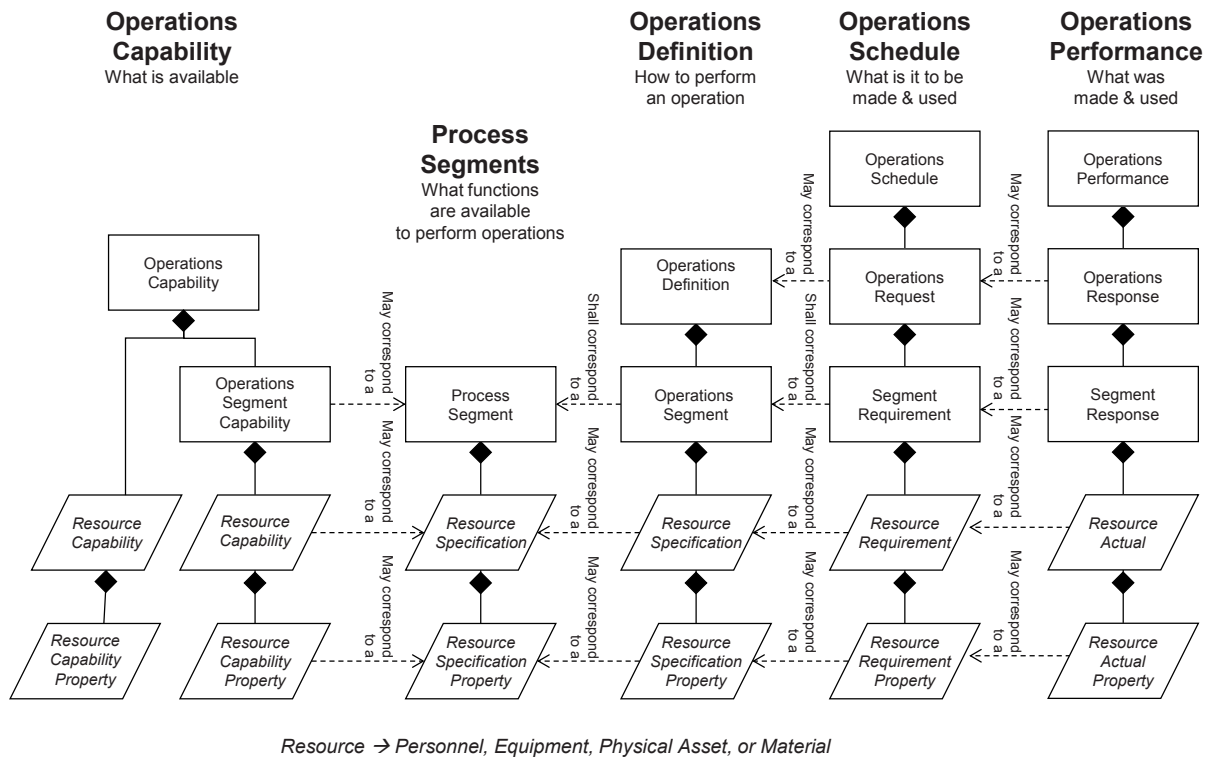 Operations
Capability
What is available
Operations
Definition
How to perform
an operation
Operations
Schedule
What is it to be
made & used
Operations
Performance
What was
made & used
Process
Segments
What functions
are available
to perform operations
Operations
Schedule
Operations
Performance
Operations
Capability
Operations
Definition
May correspond
to a
Operations
Request
May correspond
to a
Operations
Response
Operations
Segment
Capability
May correspond
to a
Process
Segment
Shall correspond
to a
Operations
Segment
Shall correspond
to a
Segment
Requirement
May correspond
to a
Segment
Response
Resource
Capability
Resource
Capability
May correspond
to a
Resource
Specification
May correspond
to a
Resource
Specification
May correspond
to a
Resource
Requirement
May correspond
to a
Resource
Actual
Resource
Capability
Property
Resource
Capability
Property
May correspond
to a
Resource
Specification
Property
May correspond
to a
Resource
Specification
Property
May correspond
to a
Resource
Requirement
Property
May correspond
to a
Resource
Actual
Property
Resource → Personnel, Equipment, Physical Asset, or Material